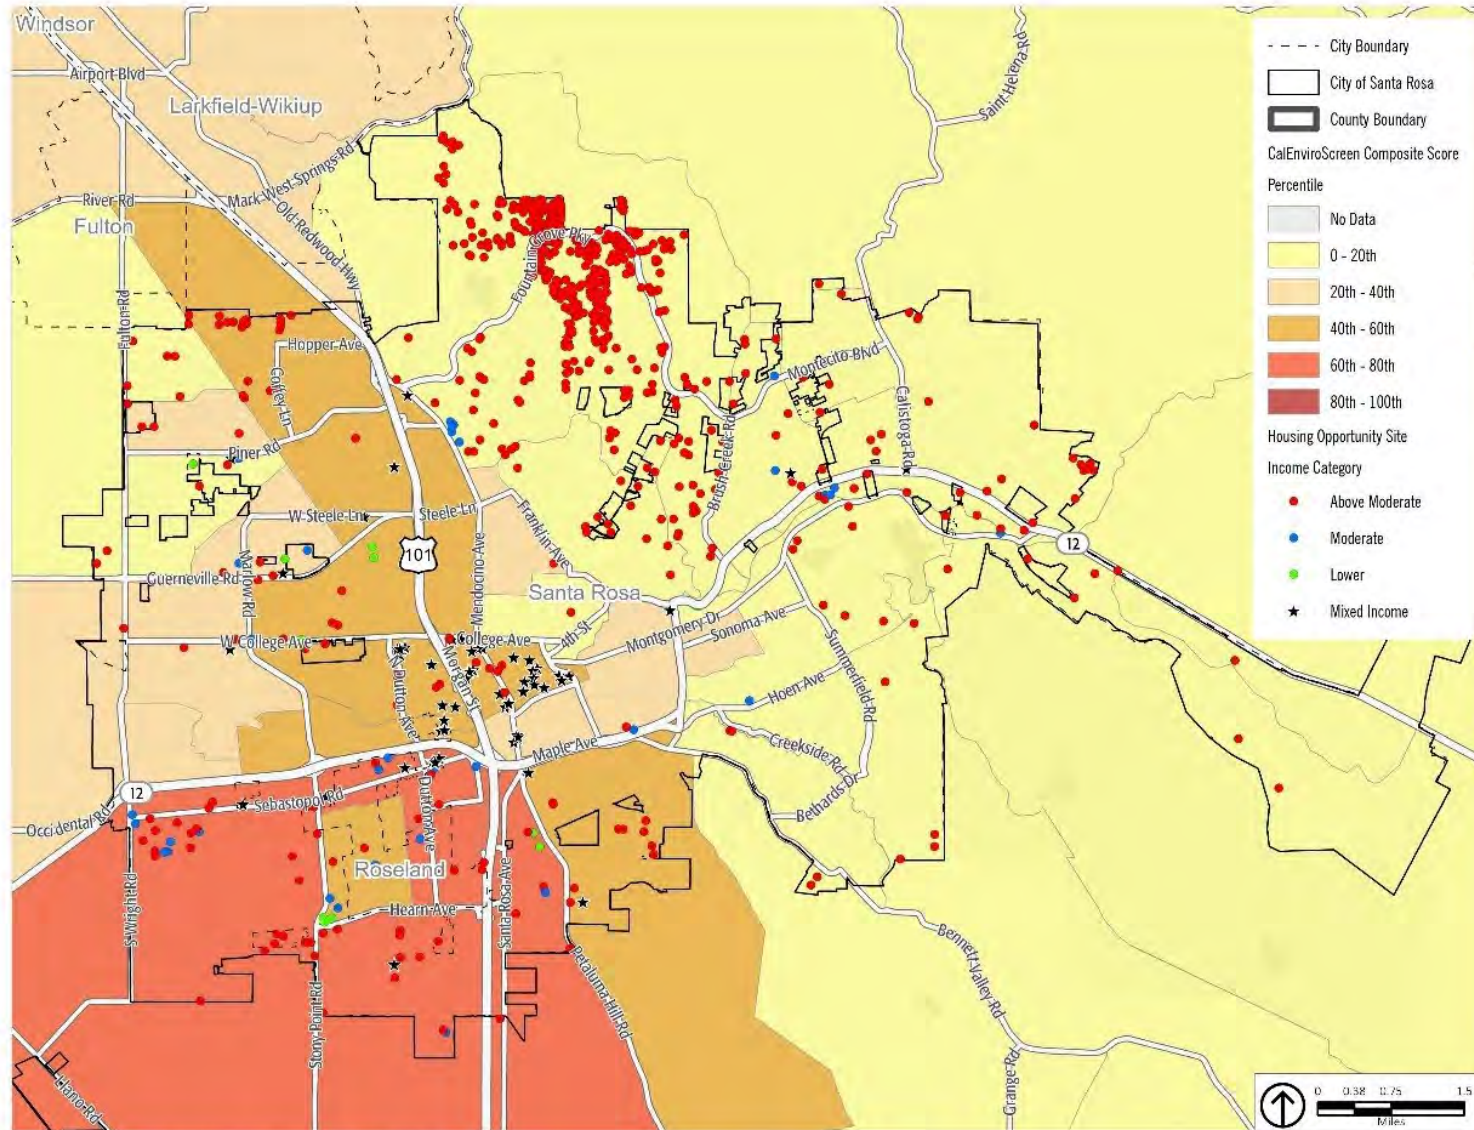 Windsor
Airport Blvd
Larkfield-Wikiup
Saint Helena Rd
Mark West Springs Rd
River Rd
Old Redwood Hwy
Fulton
Fountain Grove Pky
Fulton Rd
Hopper Ave
Coffey Ln
Montecito Blvd
Calistoga Rd
Piner Rd
Brush Creek Rd
W Steele Ln
Steele Ln
Franklin Ave
101
12
Mendocino Ave
Guerneville Rd
Marlow Rd
Santa Rosa
W College Ave
College Ave
4th St
Montgomery Dr
Sonoma Ave
Summerfield Rd
N Dutton Ave
Morgan St
Hoen Ave
Creekside Rd
Maple Ave
Bethards Dr
12
Sebastopol Rd
Occidental Rd
Dutton Ave
Roseland
S Wright Rd
Hearn Ave
Santa Rosa Ave
Stony Point Rd
Petaluma Hill Rd
Bennett Valley Rd
Grange Rd
Llano Rd
City Boundary
City of Santa Rosa
County Boundary
CalEnviroScreen Composite Score
Percentile
No Data
0 - 20th
20th - 40th
40th - 60th
60th - 80th
80th - 100th
Housing Opportunity Site
Income Category
Above Moderate
Moderate
Lower
Mixed Income
0 0.38 0.75 1.5
Miles